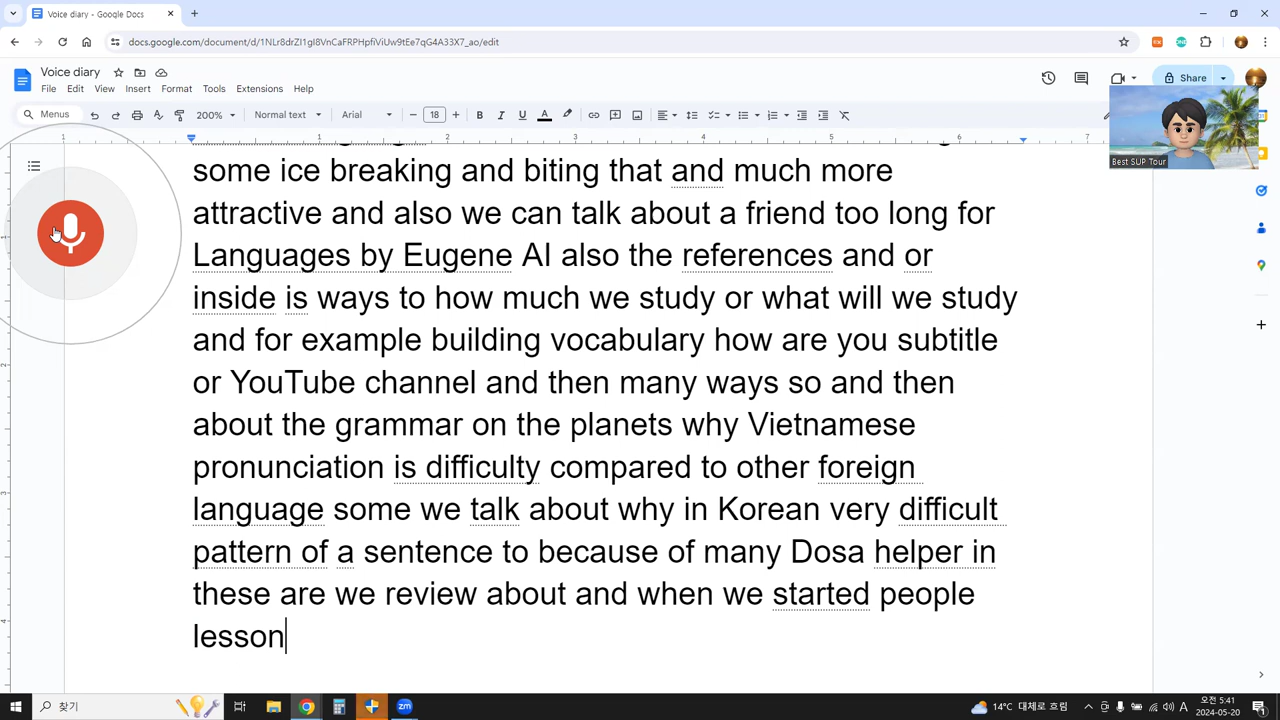 Voice diary - Google Docs
docs.google.com/document/d/1NLr8drZI1gI8VnCaFRPHpfiViUw9tEe7qG4A33X7_ao/edit
Voice diary
File Edit View Insert Format Tools Extensions Help
Share
Menus 200% Normal text Arial 18 B I U A
1 1 2 3 4 5 6 7
Best SUP Tour
some ice breaking and biting that and much more
attractive and also we can talk about a friend too long for
Languages by Eugene AI also the references and or
inside is ways to how much we study or what will we study
and for example building vocabulary how are you subtitle
or YouTube channel and then many ways so and then
about the grammar on the planets why Vietnamese
pronunciation is difficulty compared to other foreign
language some we talk about why in Korean very difficult
pattern of a sentence to because of many Dosa helper in
these are we review about and when we started people
lesson
찾기
14°C 대체로 흐림
A
오전 5:41
2024-05-20